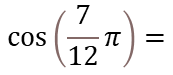 cos(7/12 π) =